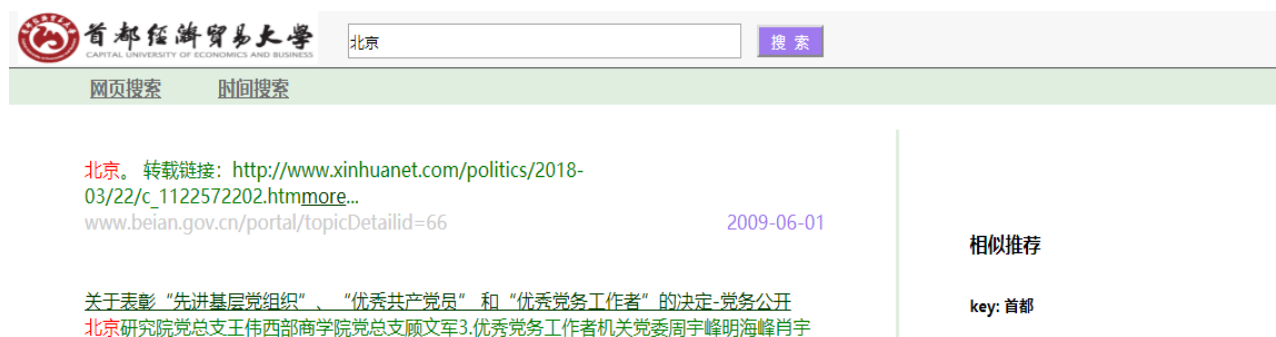 首都经济贸易大学
CAPITAL UNIVERSITY OF ECONOMICS AND BUSINESS
北京
搜 索
网页搜索
时间搜索
北京。 转载链接：http://www.xinhuanet.com/politics/2018-
03/22/c_1122572202.htmmore...
www.beian.gov.cn/portal/topicDetailid=66
2009-06-01
关于表彰“先进基层党组织”、 “优秀共产党员” 和“优秀党务工作者”的决定-党务公开
北京研究院党总支王伟西部商学院党总支顾文军3.优秀党务工作者机关党委周宇峰明海峰肖宇
相似推荐
key: 首都